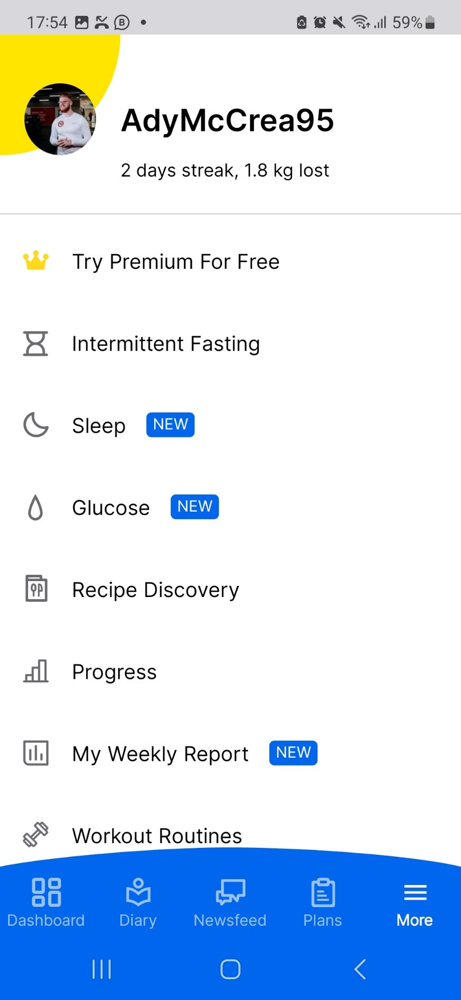 17:54 59%
AdyMcCrea95
2 days streak, 1.8 kg lost
Try Premium For Free
Intermittent Fasting
Sleep NEW
Glucose NEW
Recipe Discovery
Progress
My Weekly Report NEW
Workout Routines
Dashboard Diary Newsfeed Plans More